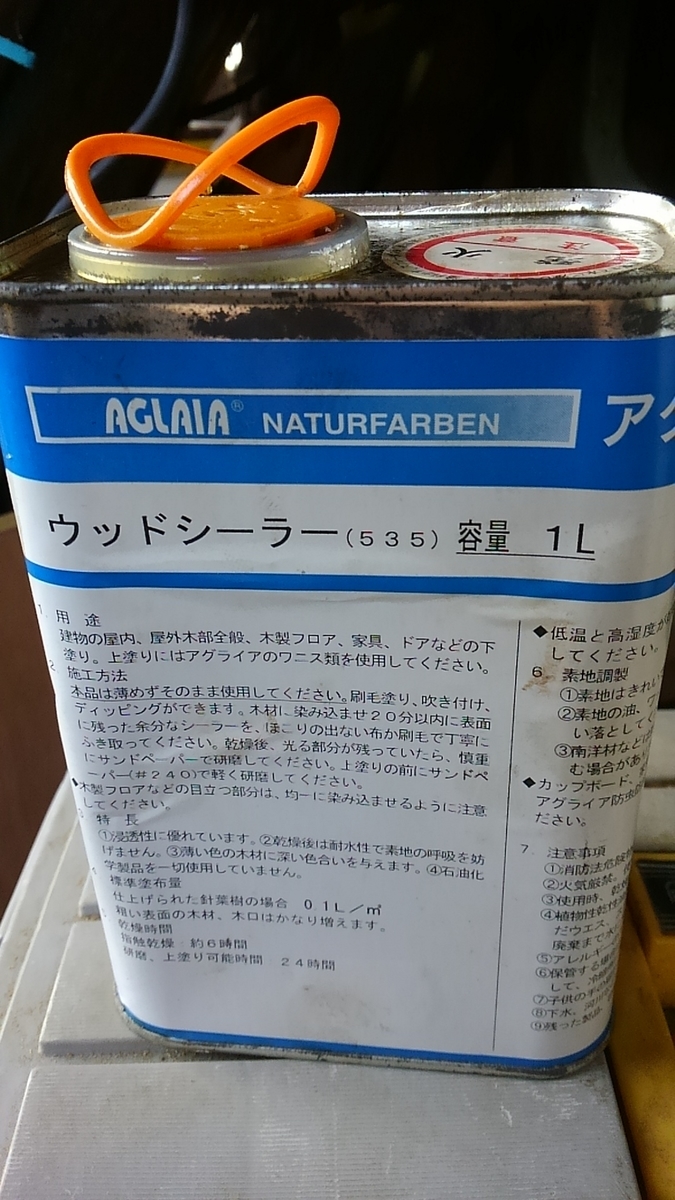 火気
注意
AGLAIA® NATURFARBEN
アク
ウッドシーラー(535) 容量 1L
1. 用 途
建物の屋内、屋外木部全般、木製フロア、家具、ドアなどの下
塗り。上塗りにはアグライアのワニス類を使用してください。
2. 施工方法
本品は薄めずそのまま使用してください。刷毛塗り、吹き付け、
ディッピングができます。木材に染み込ませ20分以内に表面
に残った余分なシーラーを、ほこりの出ない布か刷毛で丁寧に
ふき取ってください。乾燥後、光る部分が残っていたら、慎重
にサンドペーパーで研磨してください。上塗りの前にサンドペ
ーパー(#240)で軽く研磨してください。
◆木製フロアなどの目立つ部分は、均一に染み込ませるように注意
してください。
3 特 長
①浸透性に優れています。②乾燥後は耐水性で素地の呼吸を妨
げません。③薄い色の木材に深い色合いを与えます。④石油化
学製品を一切使用していません。
標準塗布量
仕上げられた針葉樹の場合 0.1L/㎡
粗い表面の木材、木口はかなり増えます。
乾燥時間
指触乾燥 約6時間
研磨、上塗り可能時間 24時間
◆低温と高湿度が
してください。
6 素地調製
①素地はきれい
②素地の油、
い落として
③南洋材など
む場合があ
◆カップボード、
アグライア防虫
ださい。
7. 注意事項
①消防法危険
②火気厳禁。
③使用時、乾
④植物性乾性
だウエス、
廃棄まで水
⑤アレルギー
⑥保管する場
して、冷
⑦子供の手の
⑧下水、河川
⑨残った製品